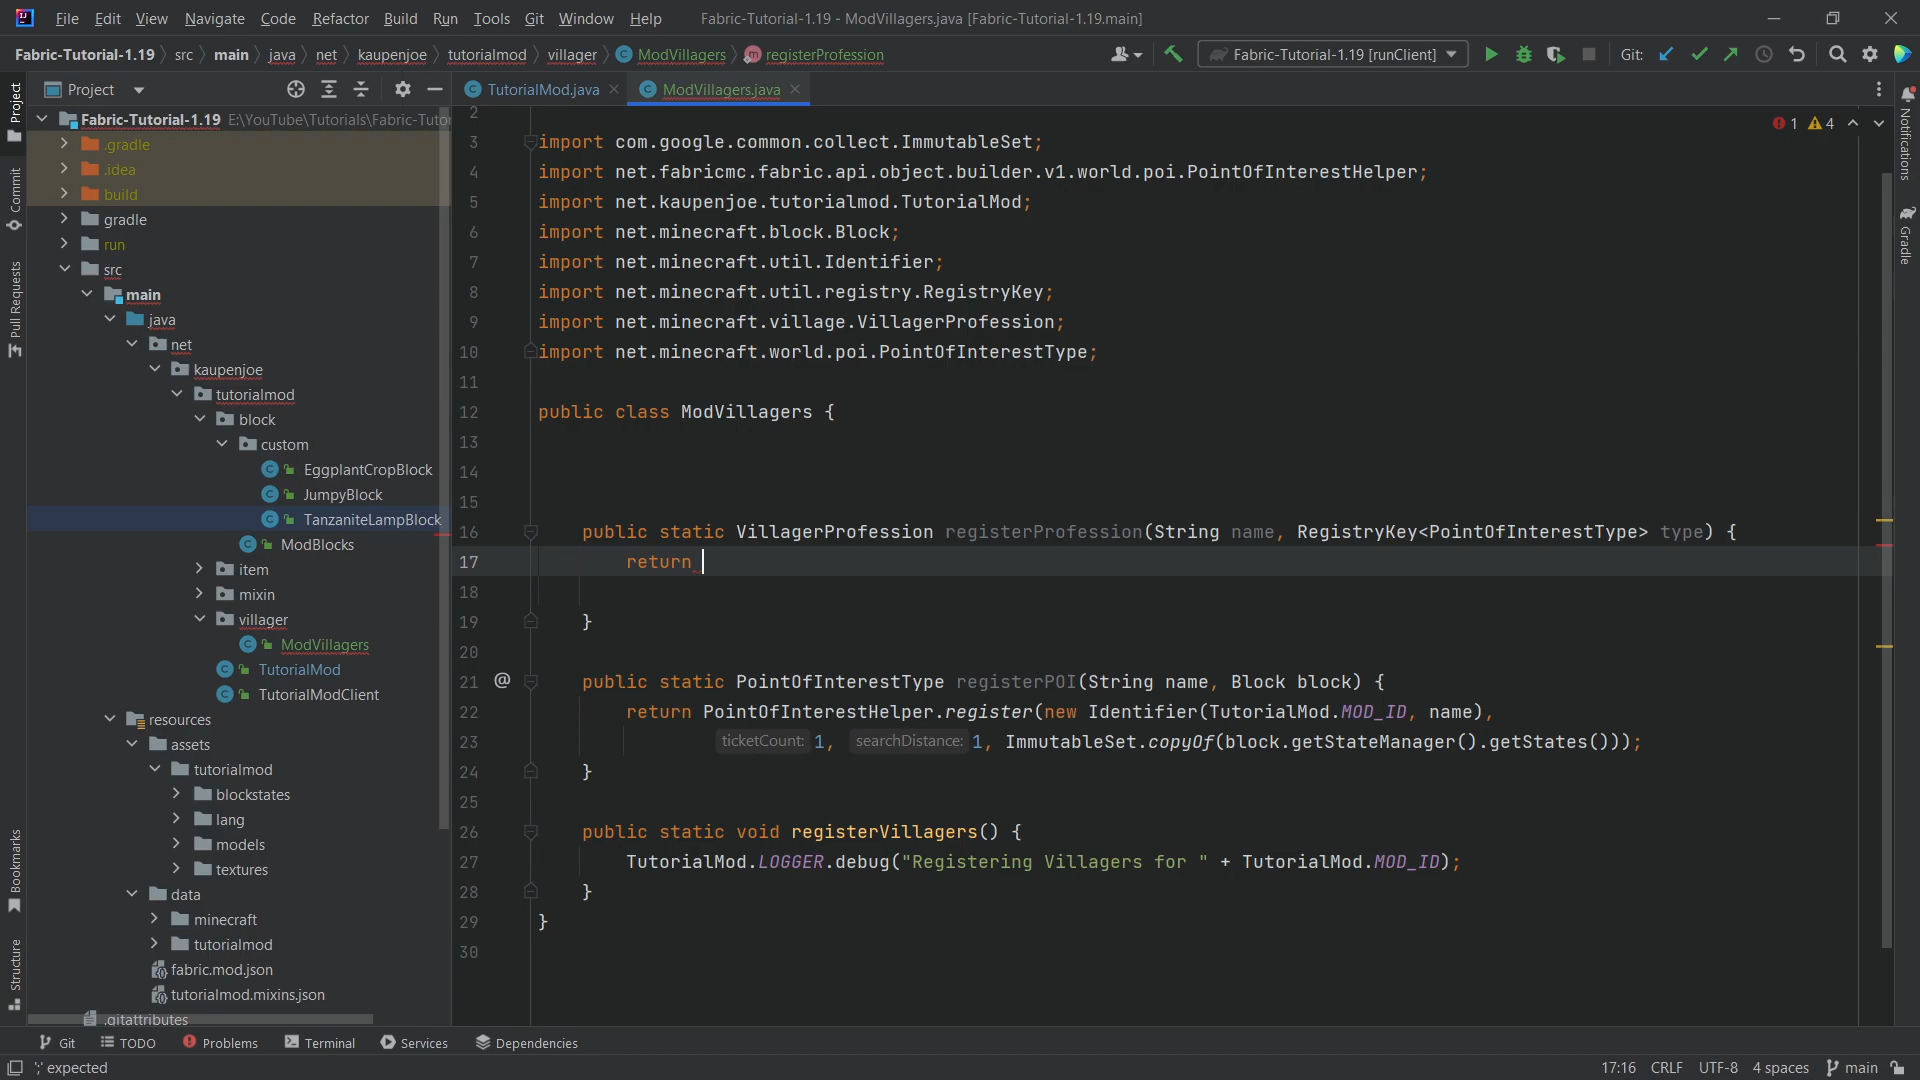 File Edit View Navigate Code Refactor Build Run Tools Git Window Help Fabric-Tutorial-1.19 - ModVillagers.java [Fabric-Tutorial-1.19.main]
Fabric-Tutorial-1.19 src main java net kaupenjoe tutorialmod villager ModVillagers registerProfession Fabric-Tutorial-1.19 [runClient] Git:
Project TutorialMod.java ModVillagers.java
Fabric-Tutorial-1.19 E:\YouTube\Tutorials\Fabric-Tuto
.gradle
.idea
build
gradle
run
src
main
java
net
kaupenjoe
tutorialmod
block
custom
EggplantCropBlock
JumpyBlock
TanzaniteLampBlock
ModBlocks
item
mixin
villager
ModVillagers
TutorialMod
TutorialModClient
resources
assets
tutorialmod
blockstates
lang
models
textures
data
minecraft
tutorialmod
fabric.mod.json
tutorialmod.mixins.json
.gitattributes
Project
Commit
Pull Requests
Bookmarks
Structure
1 4
2
3 import com.google.common.collect.ImmutableSet;
4 import net.fabricmc.fabric.api.object.builder.v1.world.poi.PointOfInterestHelper;
5 import net.kaupenjoe.tutorialmod.TutorialMod;
6 import net.minecraft.block.Block;
7 import net.minecraft.util.Identifier;
8 import net.minecraft.util.registry.RegistryKey;
9 import net.minecraft.village.VillagerProfession;
10 import net.minecraft.world.poi.PointOfInterestType;
11
12 public class ModVillagers {
13
14
15
16 public static VillagerProfession registerProfession(String name, RegistryKey<PointOfInterestType> type) {
17 return
18
19 }
20
21 @ public static PointOfInterestType registerPOI(String name, Block block) {
22 return PointOfInterestHelper.register(new Identifier(TutorialMod.MOD_ID, name),
23 ticketCount: 1, searchDistance: 1, ImmutableSet.copyOf(block.getStateManager().getStates()));
24 }
25
26 public static void registerVillagers() {
27 TutorialMod.LOGGER.debug("Registering Villagers for " + TutorialMod.MOD_ID);
28 }
29 }
30
Notifications
Gradle
Git TODO Problems Terminal Services Dependencies
';' expected 17:16 CRLF UTF-8 4 spaces main